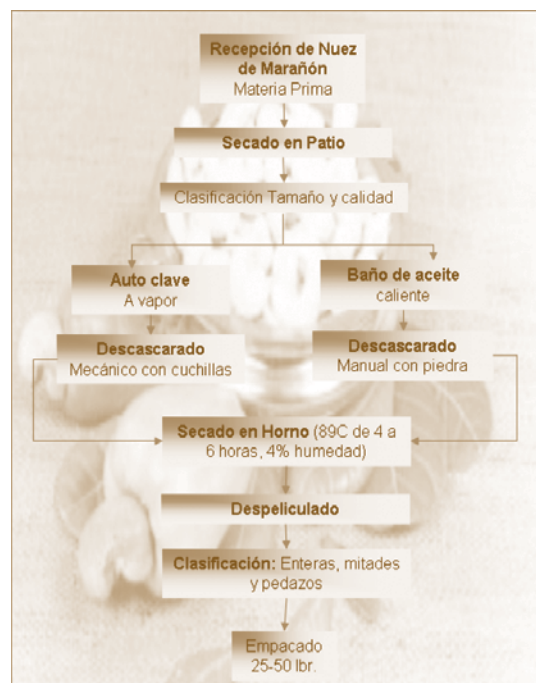 Recepción de Nuez
de Marañón
Materia Prima
Secado en Patio
Clasificación Tamaño y calidad
Auto clave
A vapor
Baño de aceite
caliente
Descascarado
Mecánico con cuchillas
Descascarado
Manual con piedra
Secado en Horno (89C de 4 a
6 horas, 4% humedad)
Despeliculado
Clasificación: Enteras, mitades
y pedazos
Empacado
25-50 lbr.